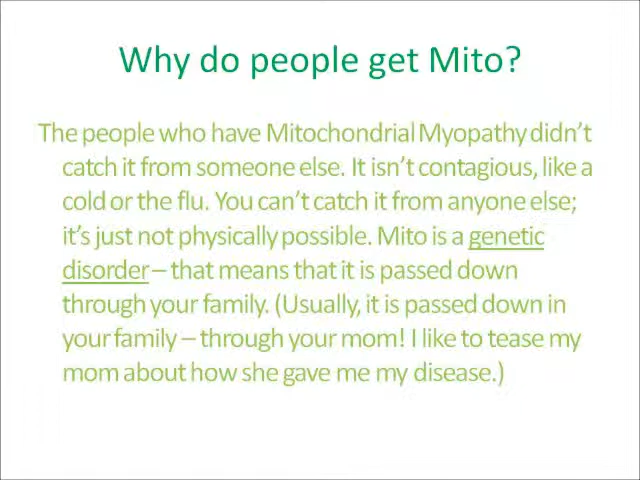 Why do people get Mito?
The people who have Mitochondrial Myopathy didn't
catch it from someone else. It isn't contagious, like a
cold or the flu. You can't catch it from anyone else;
it's just not physically possible. Mito is a genetic
disorder – that means that it is passed down
through your family. (Usually, it is passed down in
your family – through your mom! I like to tease my
mom about how she gave me my disease.)